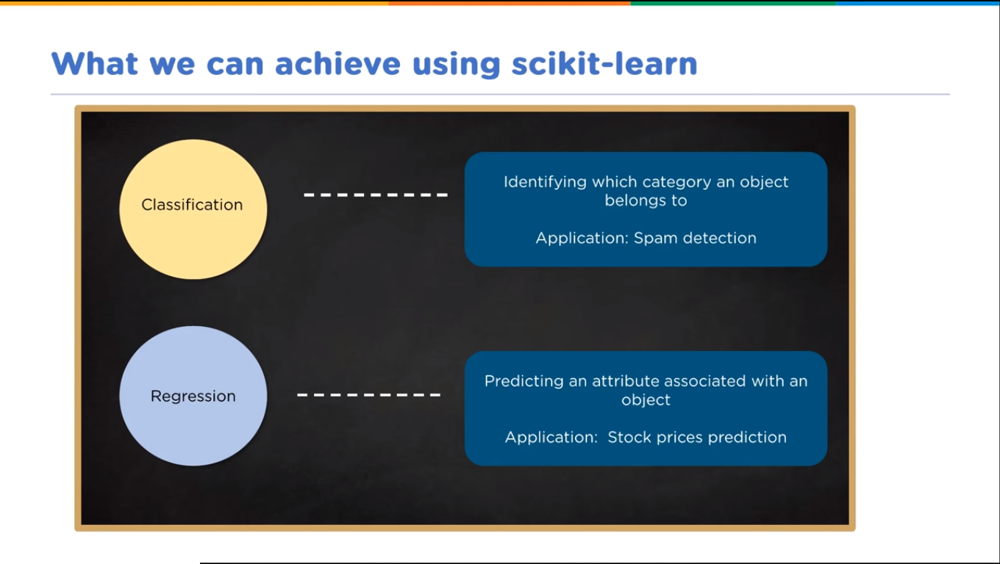 What we can achieve using scikit-learn
Classification
Identifying which category an object
belongs to
Application: Spam detection
Regression
Predicting an attribute associated with an
object
Application:  Stock prices prediction